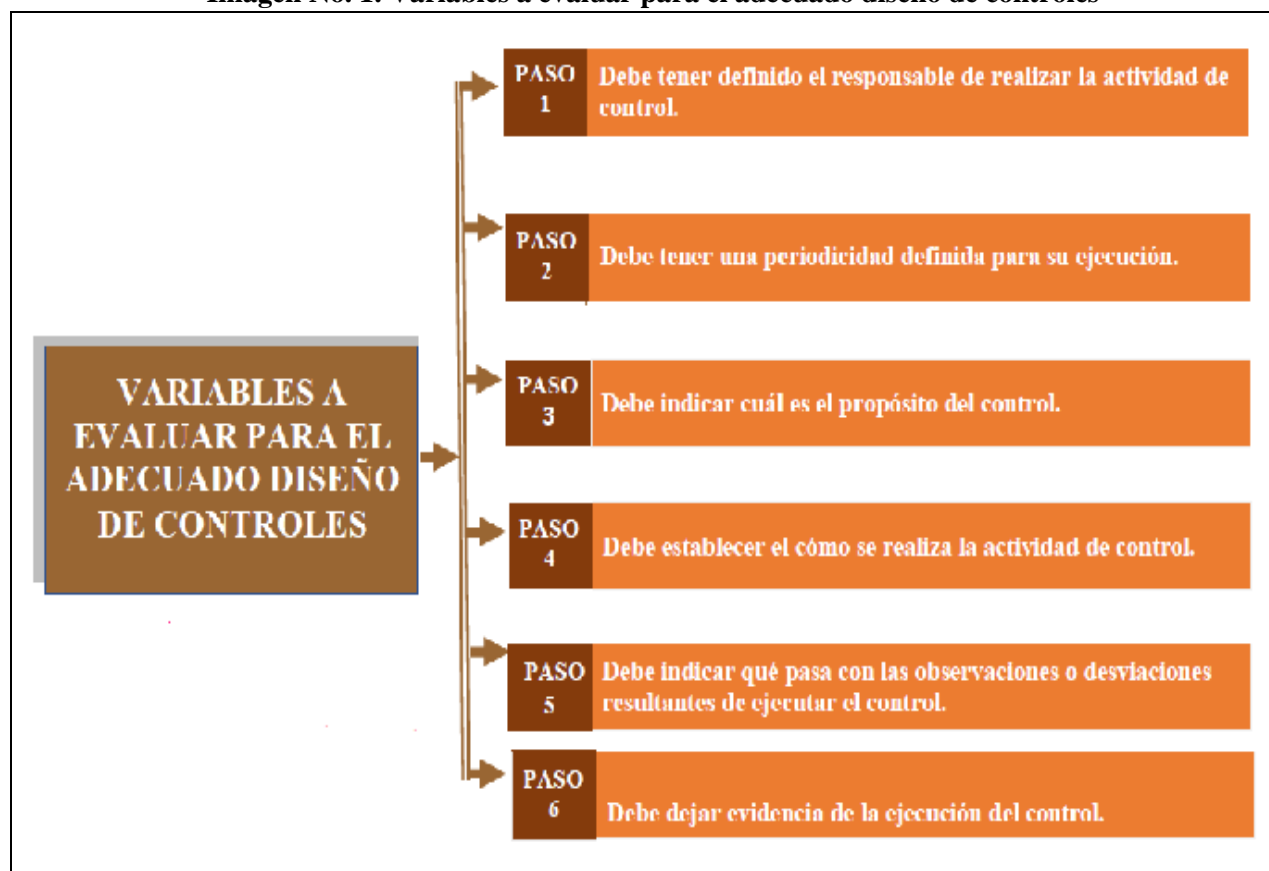 Imagen No. 1. Variables a evaluar para el adecuado diseño de controles
VARIABLES A
EVALUAR PARA EL
ADECUADO DISEÑO
DE CONTROLES
PASO
1
Debe tener definido el responsable de realizar la actividad de
control.
PASO
2
Debe tener una periodicidad definida para su ejecución.
PASO
3
Debe indicar cuál es el propósito del control.
PASO
4
Debe establecer el cómo se realiza la actividad de control.
PASO
5
Debe indicar qué pasa con las observaciones o desviaciones
resultantes de ejecutar el control.
PASO
6
Debe dejar evidencia de la ejecución del control.